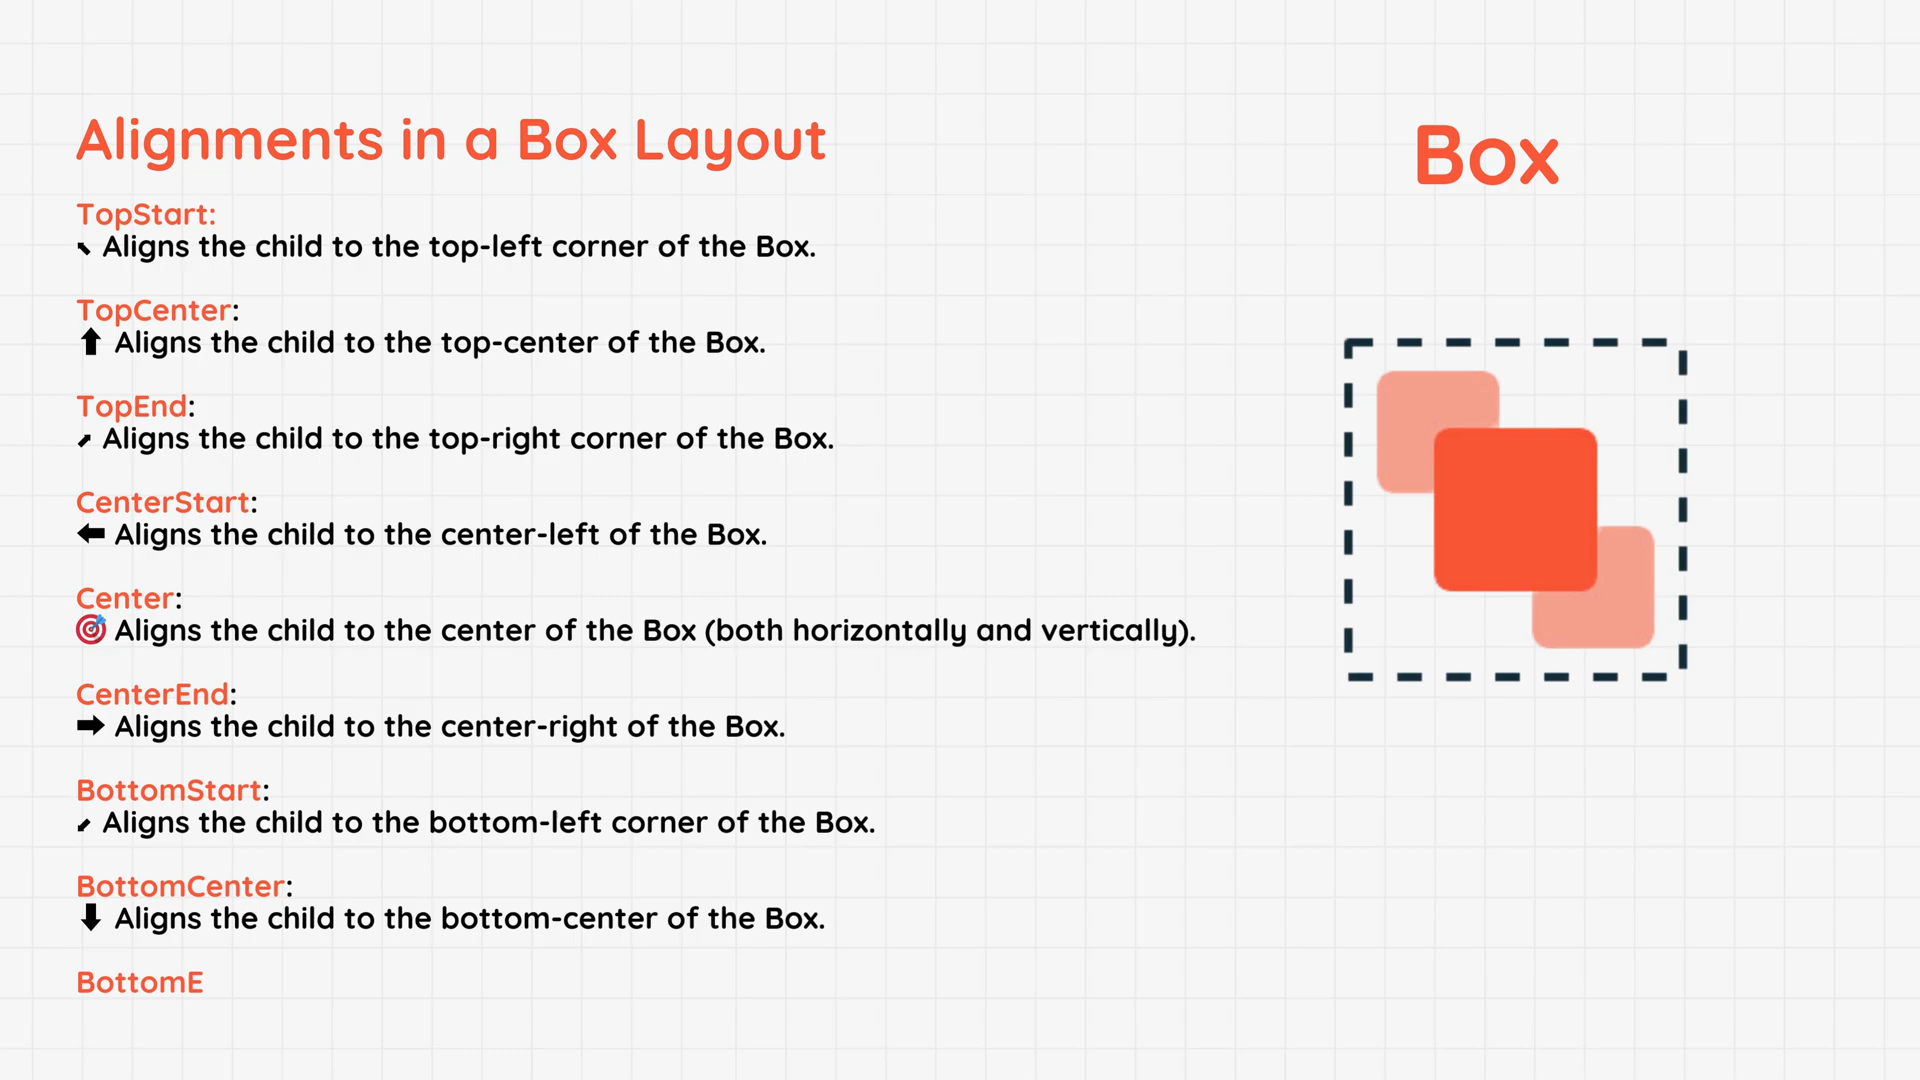 Alignments in a Box Layout
Box
TopStart:
⬉ Aligns the child to the top-left corner of the Box.
TopCenter:
⬆ Aligns the child to the top-center of the Box.
TopEnd:
⬈ Aligns the child to the top-right corner of the Box.
CenterStart:
⬅ Aligns the child to the center-left of the Box.
Center:
🎯 Aligns the child to the center of the Box (both horizontally and vertically).
CenterEnd:
➡ Aligns the child to the center-right of the Box.
BottomStart:
⬋ Aligns the child to the bottom-left corner of the Box.
BottomCenter:
⬇ Aligns the child to the bottom-center of the Box.
BottomE